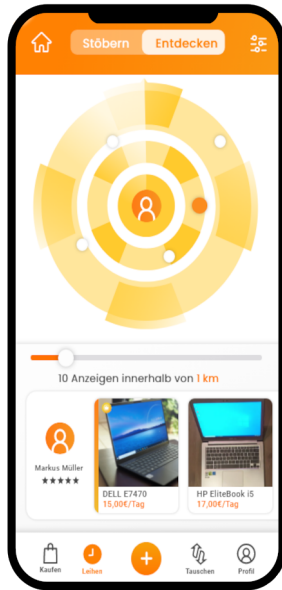 Stöbern
Entdecken
10 Anzeigen innerhalb von 1 km
Markus Müller
DELL E7470
15,00€/Tag
HP EliteBook i5
17,00€/Tag
Kaufen
Leihen
Tauschen
Profil